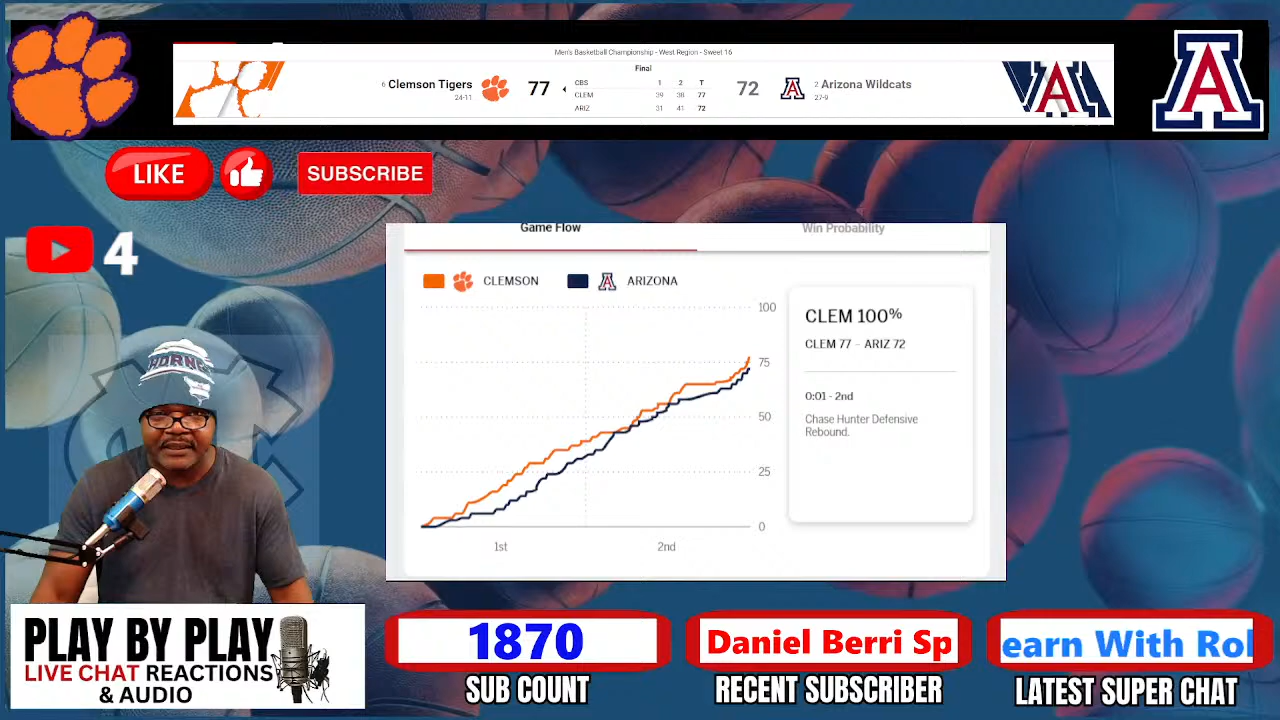 Men's Basketball Championship - West Region - Sweet 16
Final
6 Clemson Tigers
24-11
77
CBS 1 2 T
CLEM 39 38 77
ARIZ 31 41 72
72
2 Arizona Wildcats
27-9
A
A
A
LIKE
SUBSCRIBE
4
Game Flow
Win Probability
CLEMSON
A
ARIZONA
100
75
50
25
0
1st
2nd
CLEM 100%
CLEM 77 - ARIZ 72
0:01 - 2nd
Chase Hunter Defensive
Rebound.
PLAY BY PLAY
LIVE CHAT REACTIONS
& AUDIO
1870
SUB COUNT
Daniel Berri Sp
RECENT SUBSCRIBER
earn With Rol
LATEST SUPER CHAT